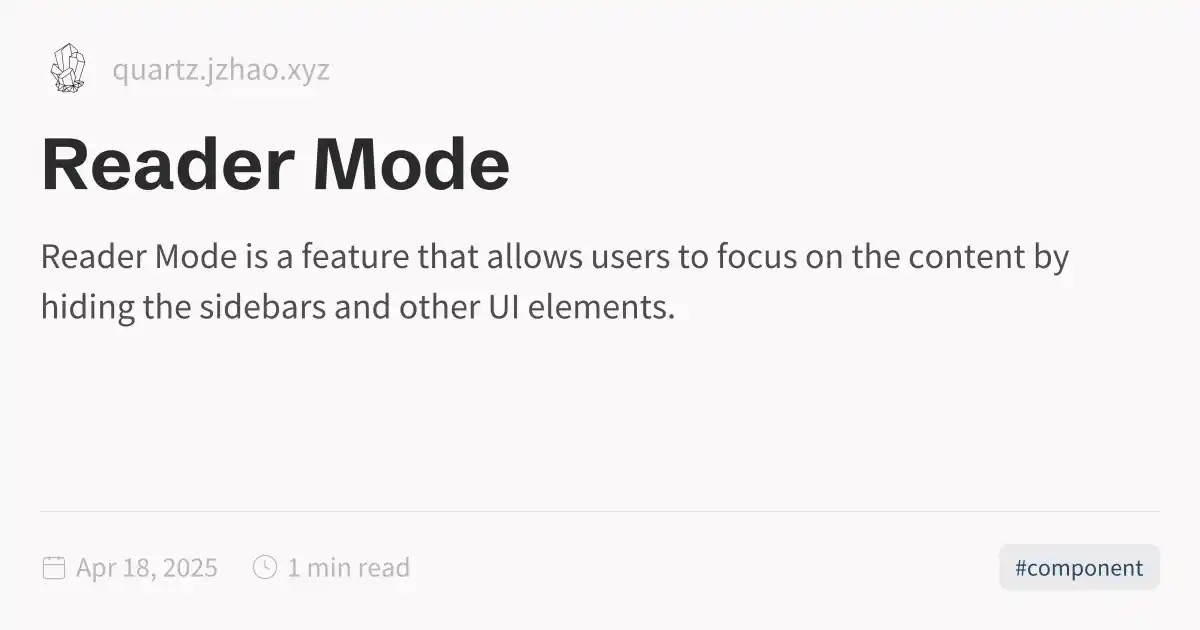 quartz.jzhao.xyz
Reader Mode
Reader Mode is a feature that allows users to focus on the content by
hiding the sidebars and other UI elements.
Apr 18, 2025 1 min read #component